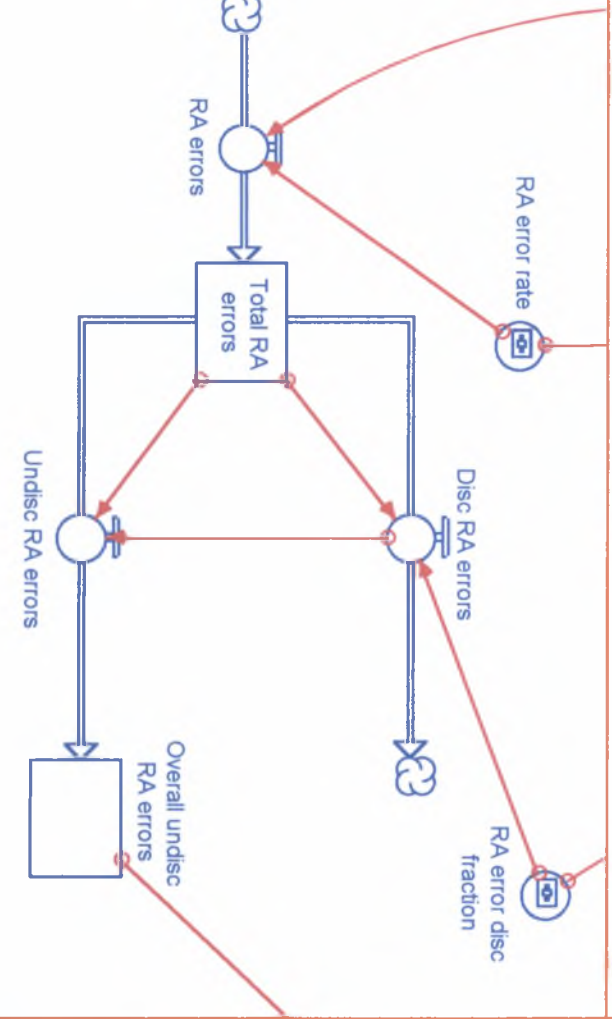 RA error rate
RA errors
Total RA
errors
Disc RA errors
Undisc RA errors
RA error disc
fraction
Overall undisc
RA errors